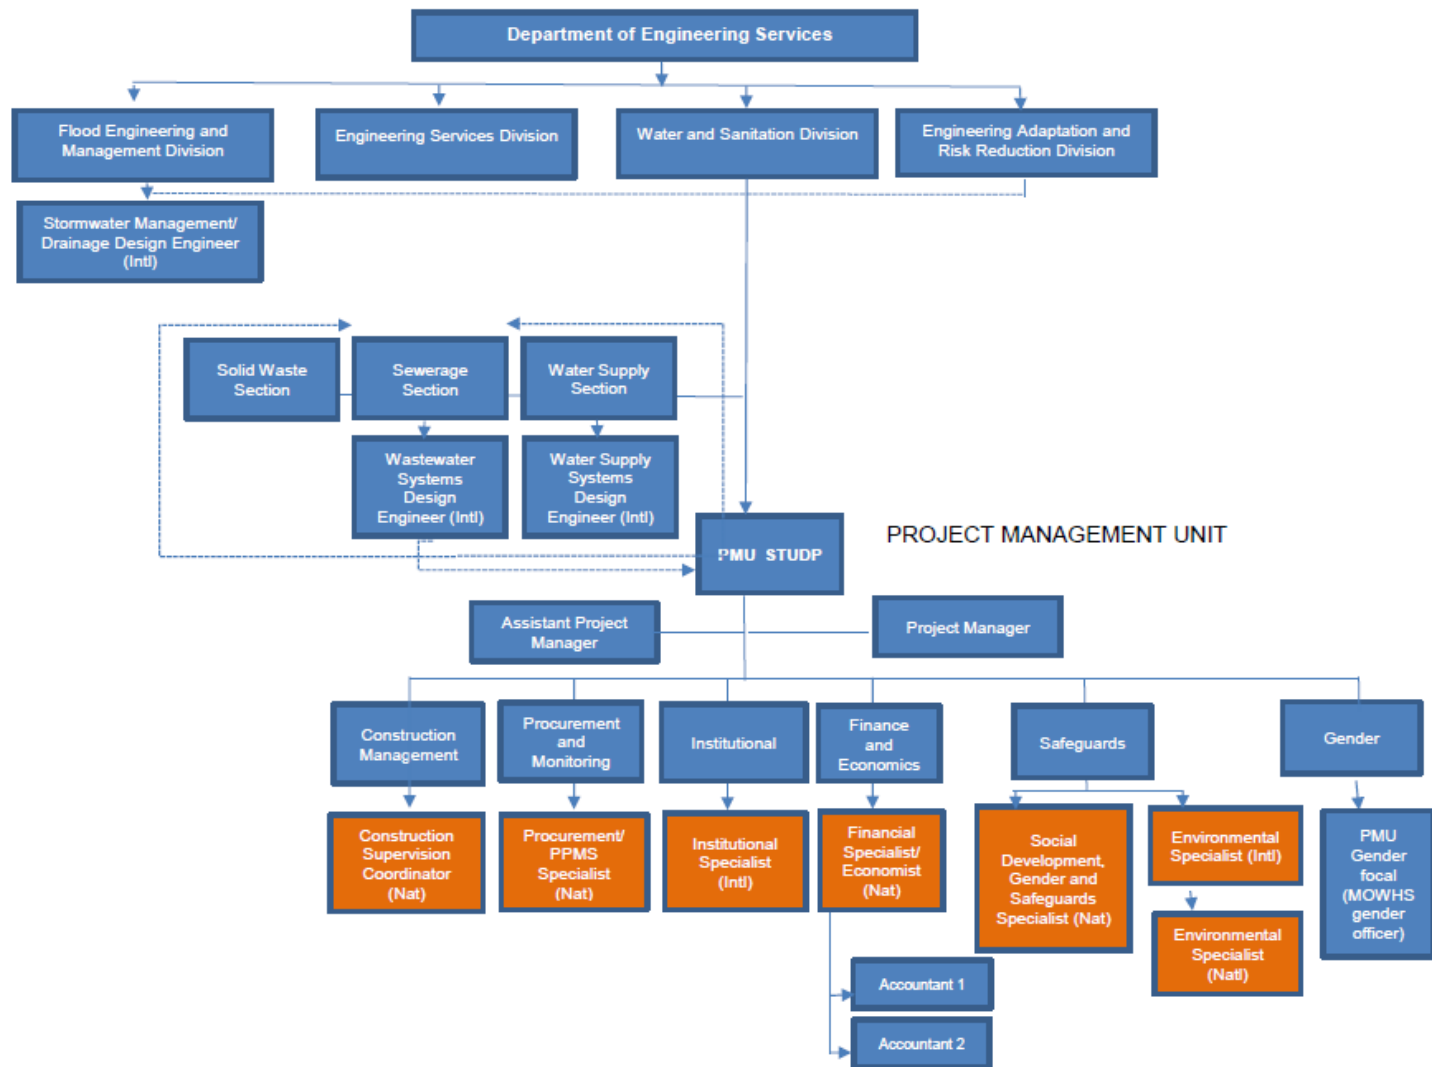 Department of Engineering Services
Flood Engineering and
Management Division
Engineering Services Division
Water and Sanitation Division
Engineering Adaptation and
Risk Reduction Division
Stormwater Management/
Drainage Design Engineer
(Intl)
Solid Waste
Section
Sewerage
Section
Water Supply
Section
Wastewater
Systems
Design
Engineer (Intl)
Water Supply
Systems
Design
Engineer (Intl)
PMU STUDP
PROJECT MANAGEMENT UNIT
Assistant Project
Manager
Project Manager
Construction
Management
Procurement
and
Monitoring
Institutional
Finance
and
Economics
Safeguards
Gender
Construction
Supervision
Coordinator
(Nat)
Procurement/
PPMS
Specialist
(Nat)
Institutional
Specialist
(Intl)
Financial
Specialist/
Economist
(Nat)
Social
Development,
Gender and
Safeguards
Specialist (Nat)
Environmental
Specialist (Intl)
PMU
Gender
focal
(MOWHS
gender
officer)
Environmental
Specialist
(Natl)
Accountant 1
Accountant 2